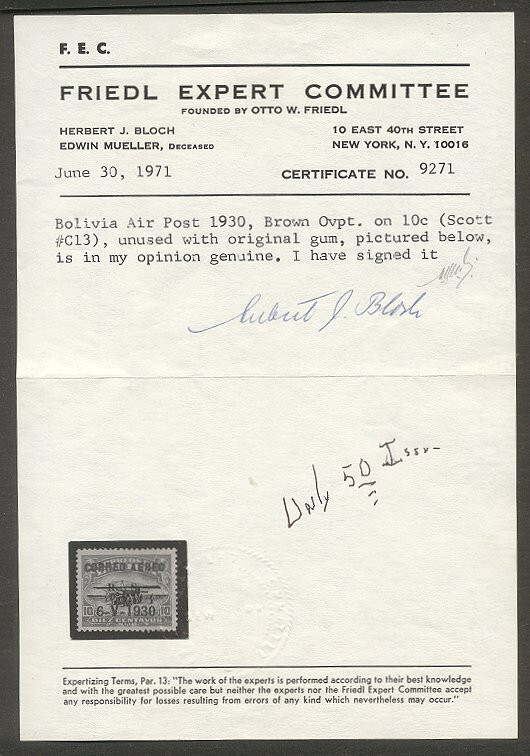 F. E. C.
FRIEDL EXPERT COMMITTEE
FOUNDED BY OTTO W. FRIEDL
HERBERT J. BLOCH
EDWIN MUELLER, DECEASED
10 EAST 40TH STREET
NEW YORK, N. Y. 10016
June 30, 1971
CERTIFICATE NO. 9271
Bolivia Air Post 1930, Brown Ovpt. on 10c (Scott
#C13), unused with original gum, pictured below,
is in my opinion genuine. I have signed it
Herbert J. Bloch
Only 50 Issu
CORREO AEREO
R. S.
6-V-1930
10 10
DIEZ CENTAVOS
Expertizing Terms, Par. 13: "The work of the experts is performed according to their best knowledge
and with the greatest possible care but neither the experts nor the Friedl Expert Committee accept
any responsibility for losses resulting from errors of any kind which nevertheless may occur."